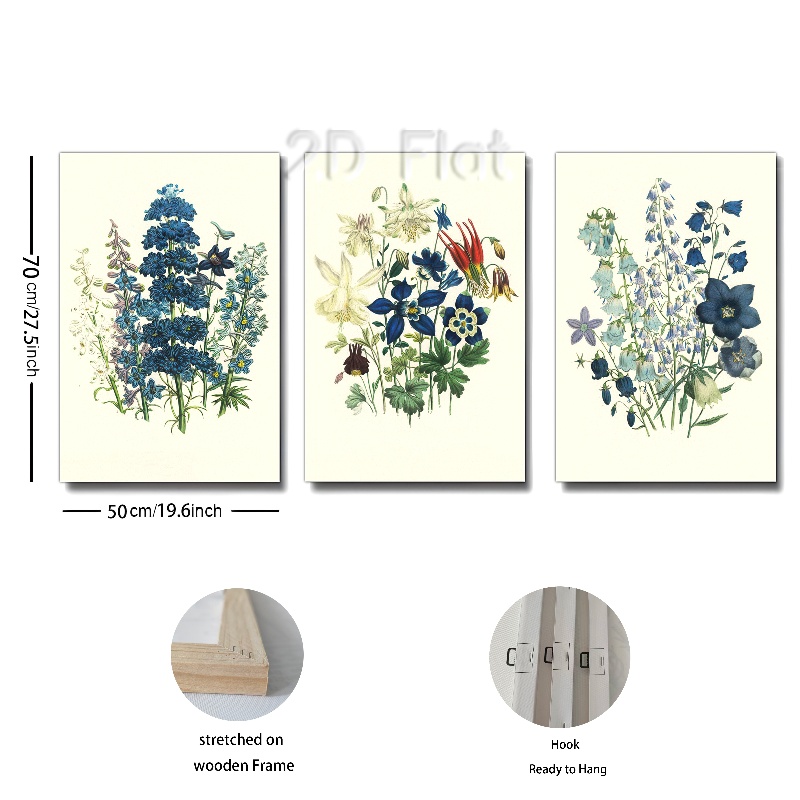 2D Flat
70 cm/27.5inch
50cm/19.6inch
stretched on
wooden Frame
Hook
Ready to Hang